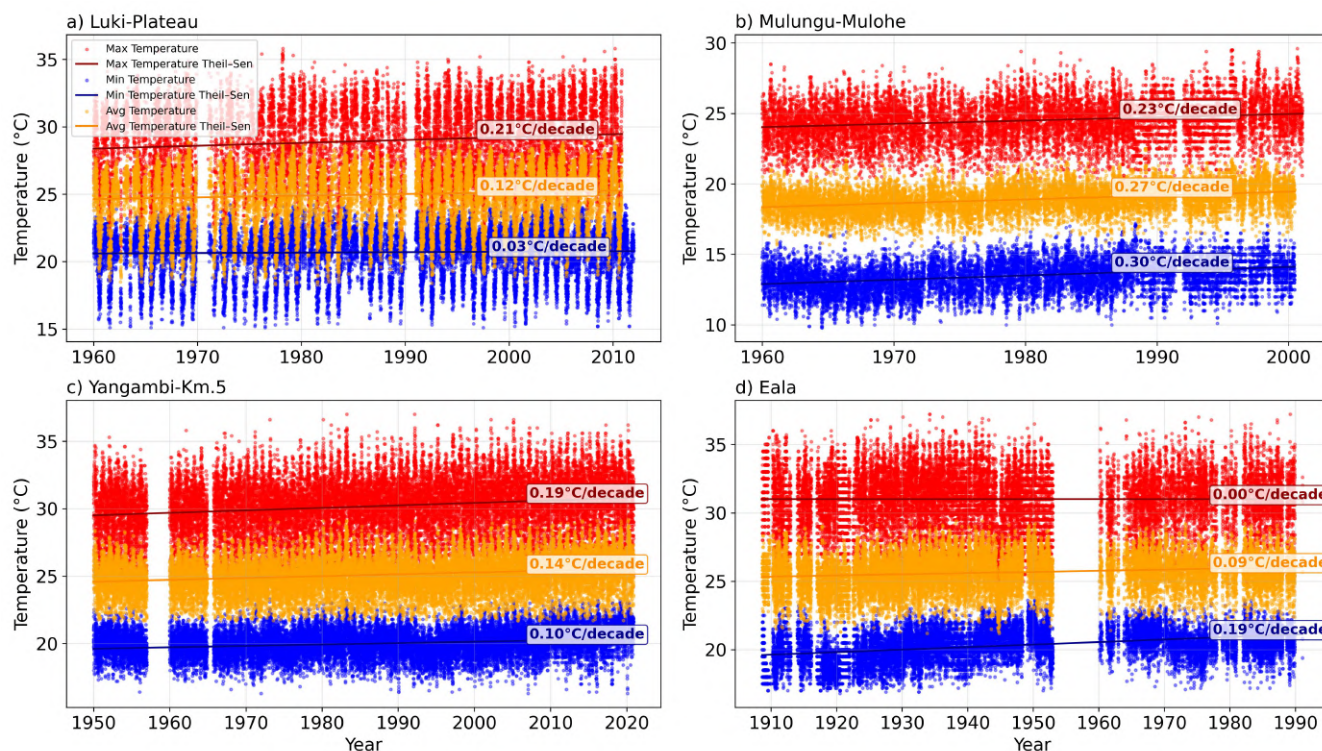 a) Luki-Plateau
Temperature (°C)
35
30
25
20
15
Max Temperature
Max Temperature Theil–Sen
Min Temperature
Min Temperature Theil–Sen
Avg Temperature
Avg Temperature Theil–Sen
0.21°C/decade
0.12°C/decade
0.03°C/decade
1960 1970 1980 1990 2000 2010
b) Mulungu-Mulohe
Temperature (°C)
30
25
20
15
10
0.23°C/decade
0.27°C/decade
0.30°C/decade
1960 1970 1980 1990 2000
c) Yangambi-Km.5
Temperature (°C)
35
30
25
20
0.19°C/decade
0.14°C/decade
0.10°C/decade
1950 1960 1970 1980 1990 2000 2010 2020
Year
d) Eala
Temperature (°C)
35
30
25
20
0.00°C/decade
0.09°C/decade
0.19°C/decade
1910 1920 1930 1940 1950 1960 1970 1980 1990
Year